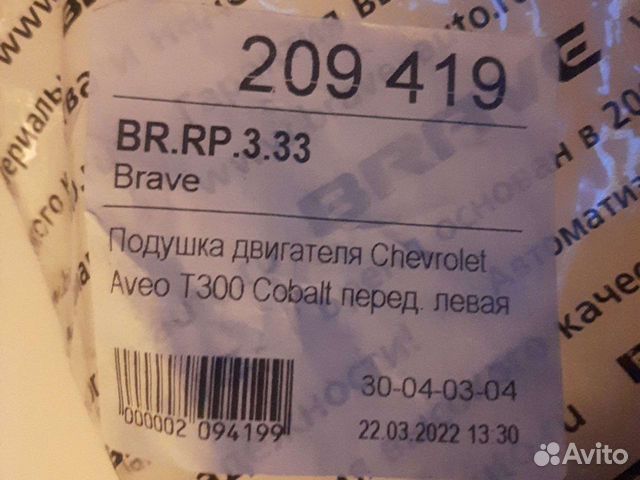 209 419
BR.RP.3.33
Brave
Подушка двигателя Chevrolet
Aveo T300 Cobalt перед. левая
30-04-03-04
000002 094199
22.03.2022 13:30
Avito